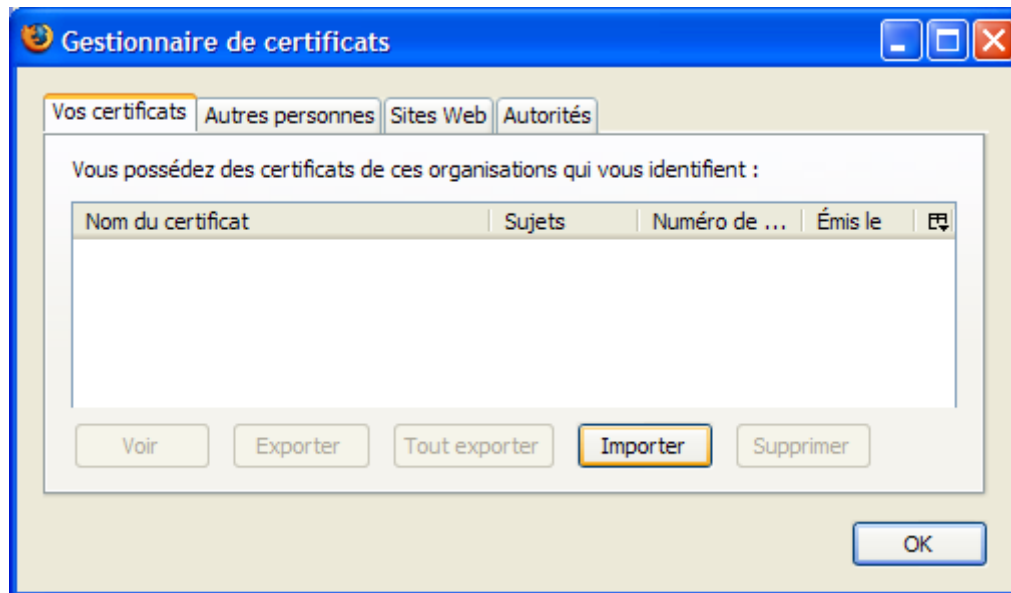 Gestionnaire de certificats
Vos certificats Autres personnes Sites Web Autorités
Vous possédez des certificats de ces organisations qui vous identifient :
Nom du certificat Sujets Numéro de ... Émis le
Voir Exporter Tout exporter Importer Supprimer
OK